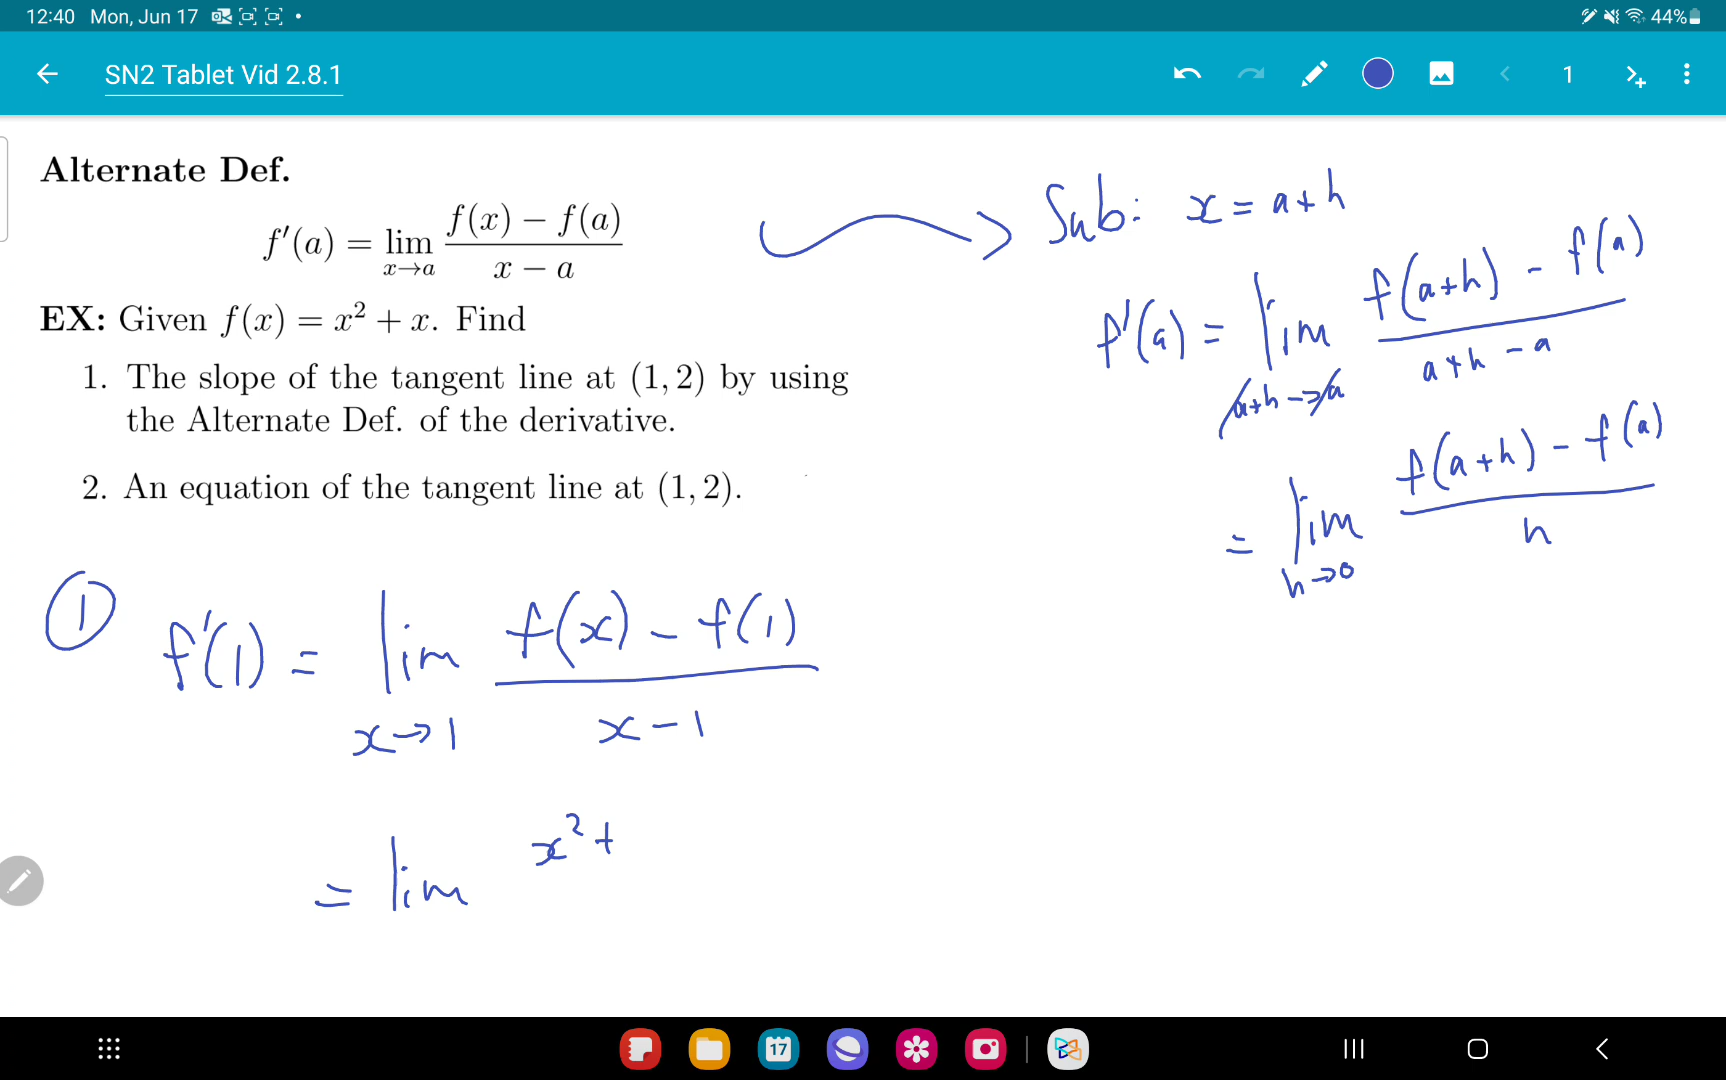 12:40 Mon, Jun 17 44%
SN2 Tablet Vid 2.8.1 1
Alternate Def.
f'(a) = lim_{x→a} (f(x) − f(a))/(x − a)
EX: Given f(x) = x² + x. Find
1. The slope of the tangent line at (1, 2) by using
the Alternate Def. of the derivative.
2. An equation of the tangent line at (1, 2).
Sub: x = a+h
f'(a) = lim_{a+h→a} (f(a+h) − f(a))/(a+h − a)
= lim_{h→0} (f(a+h) − f(a))/h
① f'(1) = lim_{x→1} (f(x) − f(1))/(x − 1)
= lim x² +
17